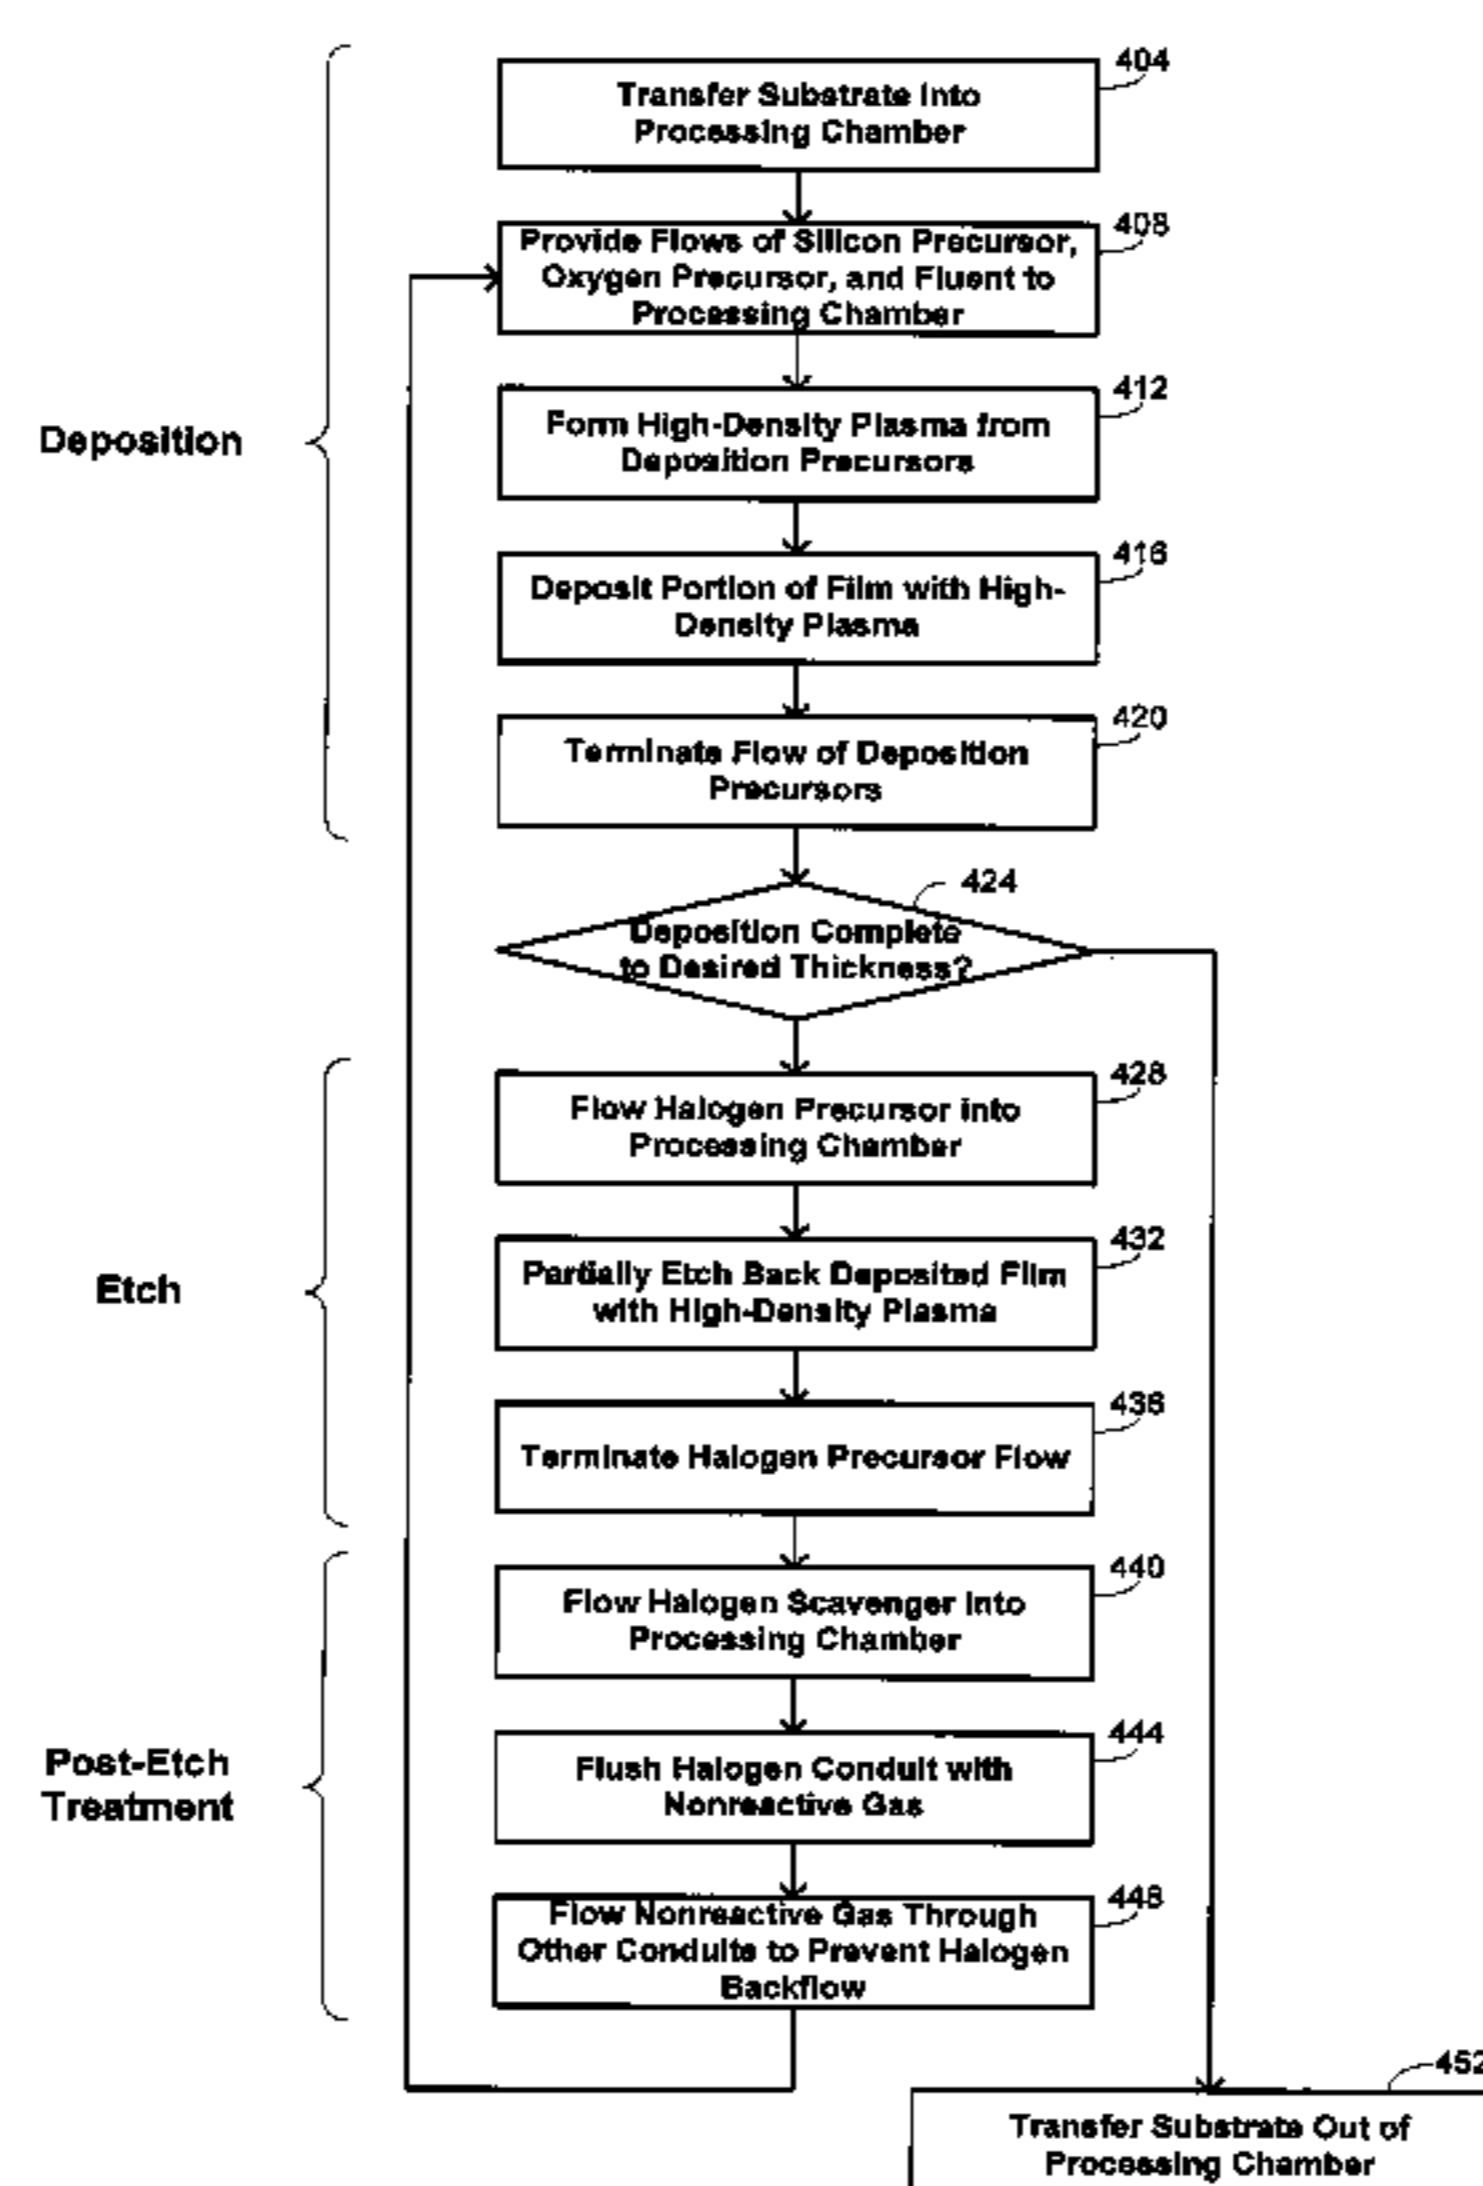 404
Transfer Substrate Into
Processing Chamber
408
Provide Flows of Silicon Precursor,
Oxygen Precursor, and Fluent to
Processing Chamber
412
Form High-Density Plasma from
Deposition Precursors
Deposition
416
Deposit Portion of Film with High-
Density Plasma
420
Terminate Flow of Deposition
Precursors
424
Deposition Complete
to Desired Thickness?
428
Flow Halogen Precursor into
Processing Chamber
432
Partially Etch Back Deposited Film
with High-Density Plasma
Etch
436
Terminate Halogen Precursor Flow
440
Flow Halogen Scavenger into
Processing Chamber
444
Flush Halogen Conduit with
Nonreactive Gas
Post-Etch
Treatment
448
Flow Nonreactive Gas Through
Other Conduits to Prevent Halogen
Backflow
452
Transfer Substrate Out of
Processing Chamber